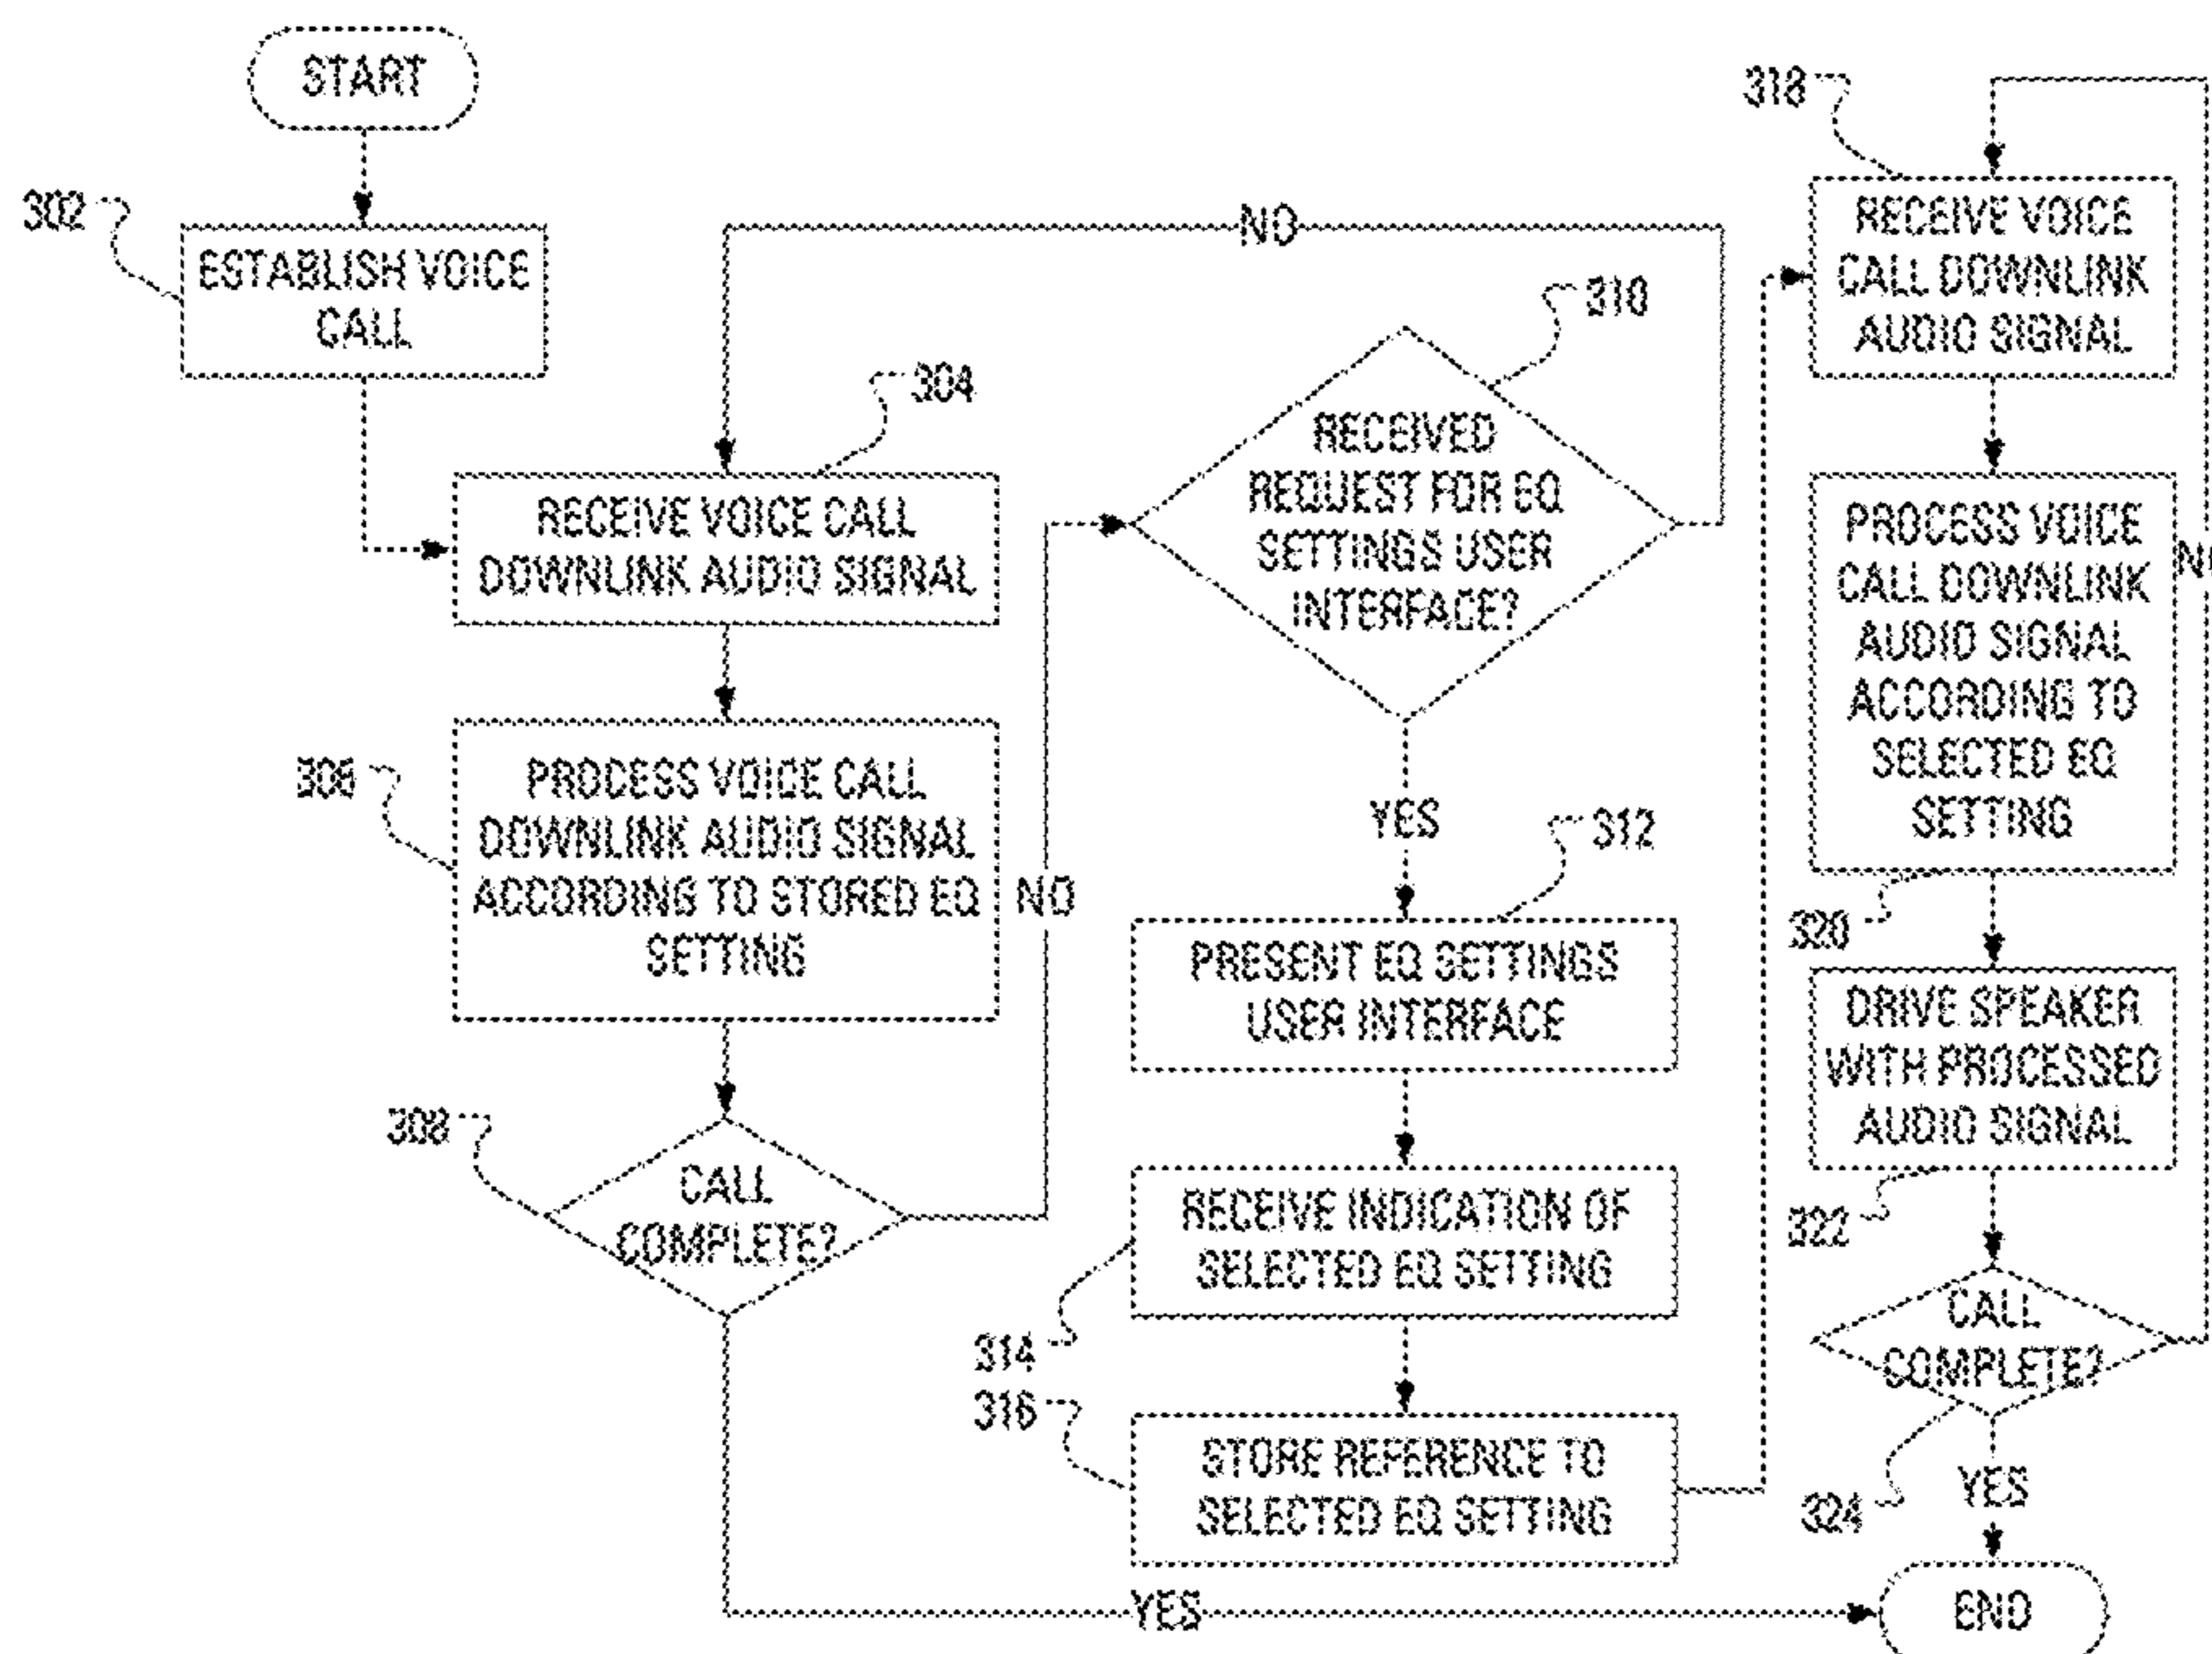 START
302
ESTABLISH VOICE
CALL
304
RECEIVE VOICE CALL
DOWNLINK AUDIO SIGNAL
306
PROCESS VOICE CALL
DOWNLINK AUDIO SIGNAL
ACCORDING TO STORED EQ
SETTING
308
CALL
COMPLETE?
NO
YES
310
RECEIVED
REQUEST FOR EQ
SETTINGS USER
INTERFACE?
NO
YES
312
PRESENT EQ SETTINGS
USER INTERFACE
314
RECEIVE INDICATION OF
SELECTED EQ SETTING
316
STORE REFERENCE TO
SELECTED EQ SETTING
318
RECEIVE VOICE
CALL DOWNLINK
AUDIO SIGNAL
320
PROCESS VOICE
CALL DOWNLINK
AUDIO SIGNAL
ACCORDING TO
SELECTED EQ
SETTING
322
DRIVE SPEAKER
WITH PROCESSED
AUDIO SIGNAL
324
CALL
COMPLETE?
YES
END